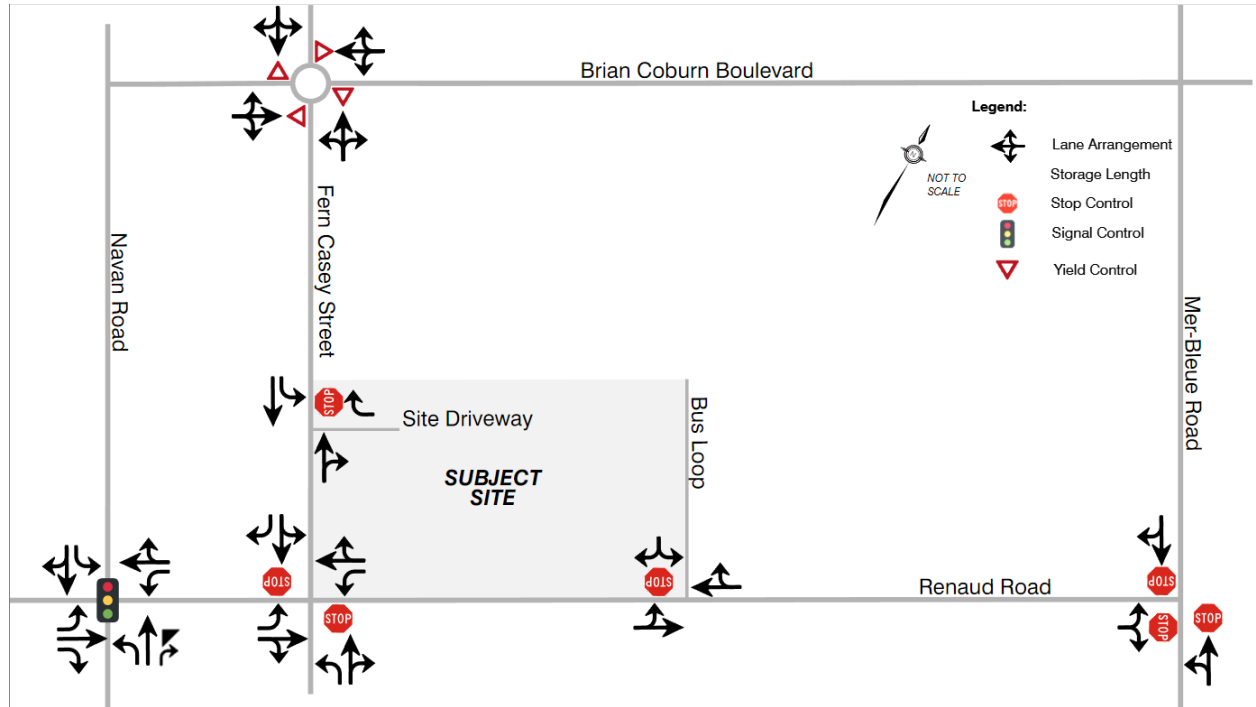 Brian Coburn Boulevard
Legend:
Lane Arrangement
Storage Length
STOP
Stop Control
Signal Control
Yield Control
N
NOT TO
SCALE
Navan Road
Fern Casey Street
Mer-Bleue Road
STOP
Site Driveway
Bus Loop
SUBJECT
SITE
STOP
STOP
STOP
Renaud Road
STOP
STOP
STOP